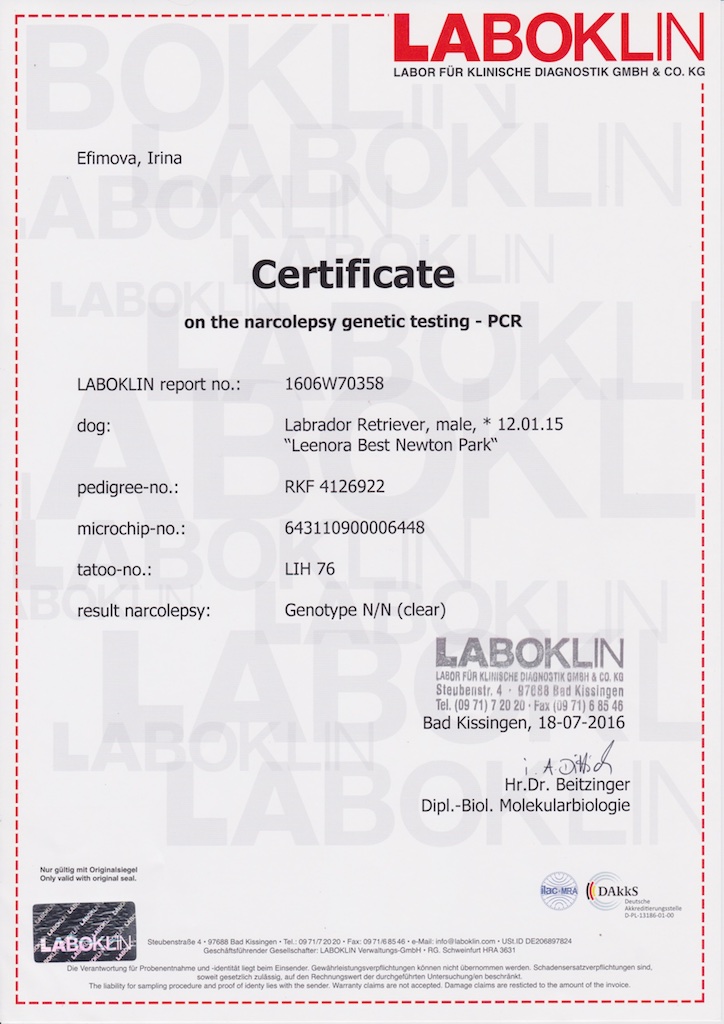 LABOKLIN
LABOR FÜR KLINISCHE DIAGNOSTIK GMBH & CO. KG
Efimova, Irina
Certificate
on the narcolepsy genetic testing - PCR
LABOKLIN report no.: 1606W70358
dog: Labrador Retriever, male, * 12.01.15
“Leenora Best Newton Park“
pedigree-no.: RKF 4126922
microchip-no.: 643110900006448
tatoo-no.: LIH 76
result narcolepsy: Genotype N/N (clear)
LABOKLIN
LABOR FÜR KLINISCHE DIAGNOSTIK GMBH & CO. KG
Steubenstr. 4 · 97688 Bad Kissingen
Tel. (09 71) 7 20 20 · Fax (09 71) 6 85 46
Bad Kissingen, 18-07-2016
i. A. Dittich
Hr.Dr. Beitzinger
Dipl.-Biol. Molekularbiologie
Nur gültig mit Originalsiegel
Only valid with original seal.
LABOKLIN
ilac-MRA
DAkkS
Deutsche
Akkreditierungsstelle
D-PL-13186-01-00
Steubenstraße 4 • 97688 Bad Kissingen • Tel.: 09 71/7 20 20 • Fax: 09 71/6 85 46 • e-Mail: info@laboklin.com • USt.ID DE206897824
Geschäftsführender Gesellschafter: LABOKLIN Verwaltungs-GmbH • RG. Schweinfurt HRA 3631
Die Verantwortung für Probenentnahme und -identität liegt beim Einsender. Gewährleistungsverpflichtungen können nicht übernommen werden. Schadensersatzverpflichtungen sind,
soweit gesetzlich zulässig, auf den Rechnungswert der durchgeführten Untersuchungen beschränkt.
The liability for sampling procedure and proof of identy lies with the sender. Warranty claims are not accepted. Damage claims are resticted to the amount of the invoice.